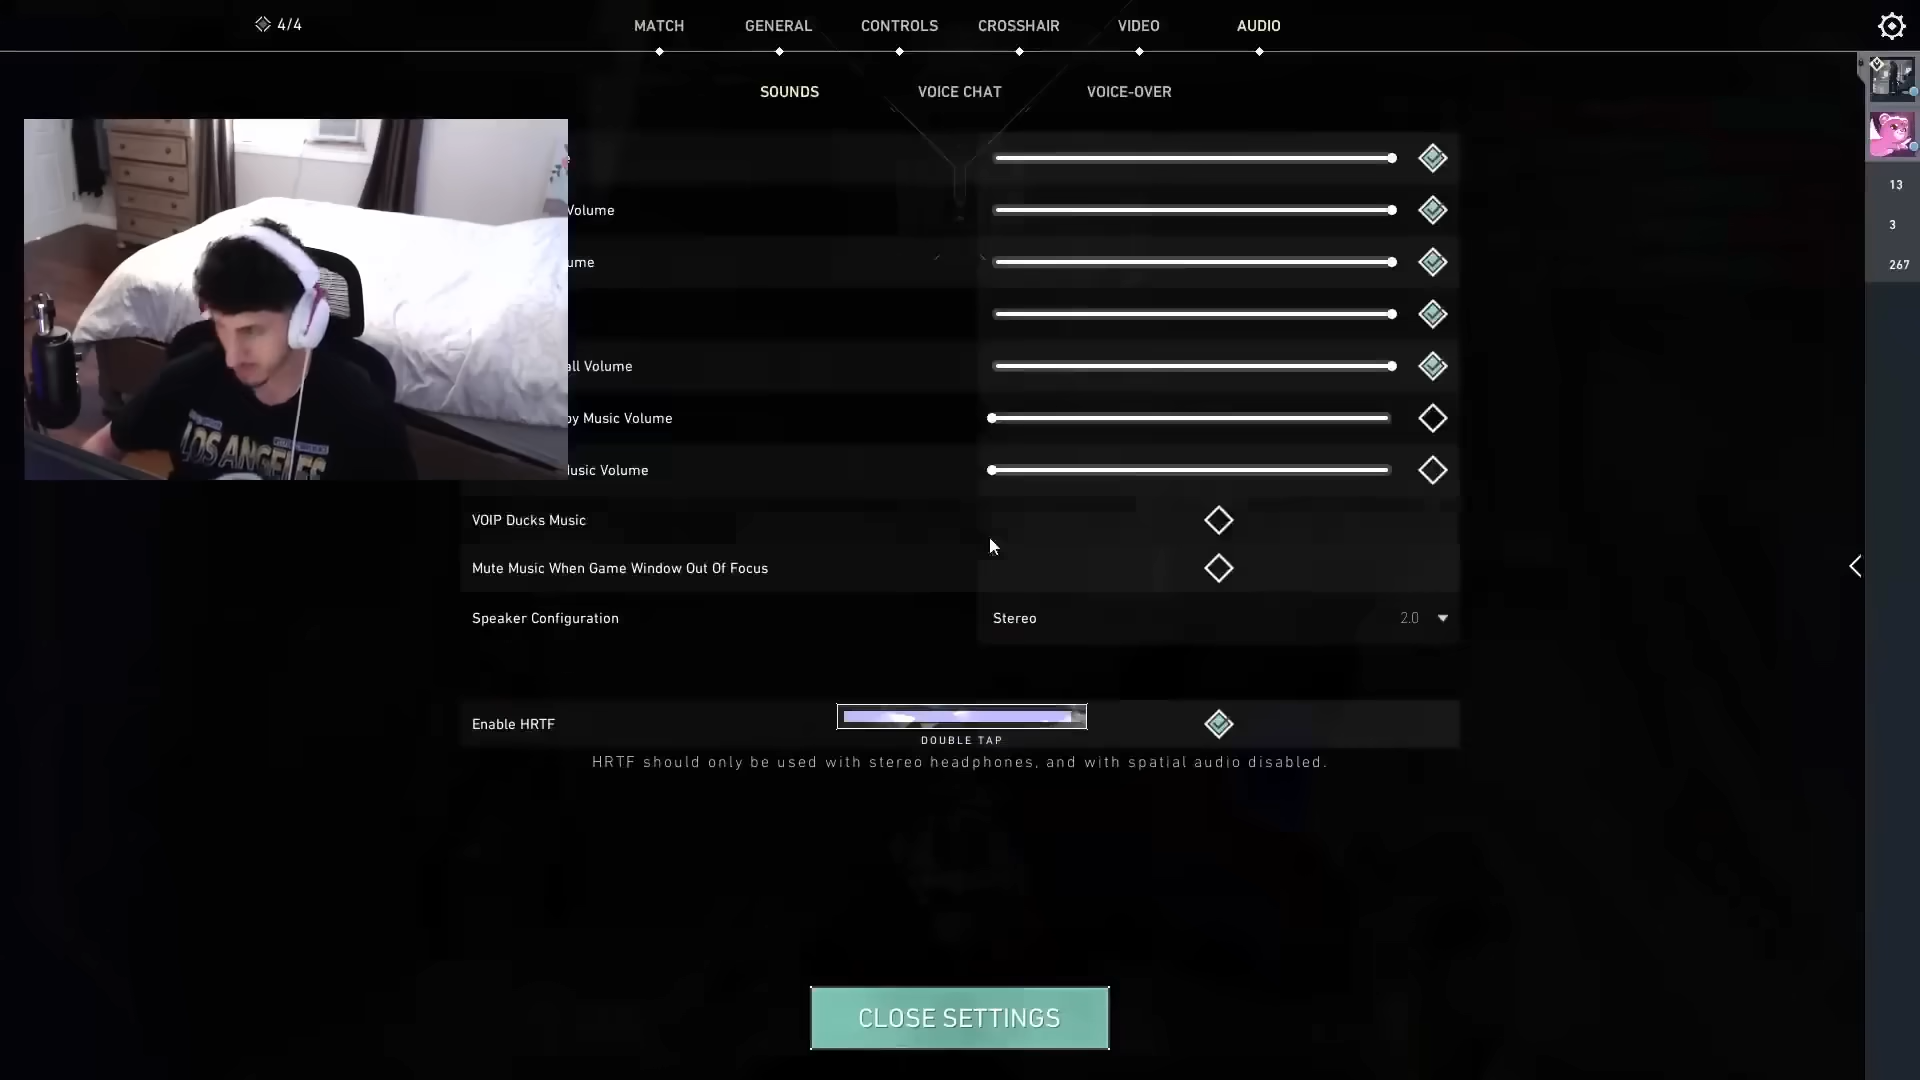 4/4
MATCH GENERAL CONTROLS CROSSHAIR VIDEO AUDIO
SOUNDS VOICE CHAT VOICE-OVER
Volume
ume
all Volume
by Music Volume
usic Volume
VOIP Ducks Music
Mute Music When Game Window Out Of Focus
Speaker Configuration Stereo 2.0
Enable HRTF
DOUBLE TAP
HRTF should only be used with stereo headphones, and with spatial audio disabled.
CLOSE SETTINGS
13
3
267
LOS ANGELES